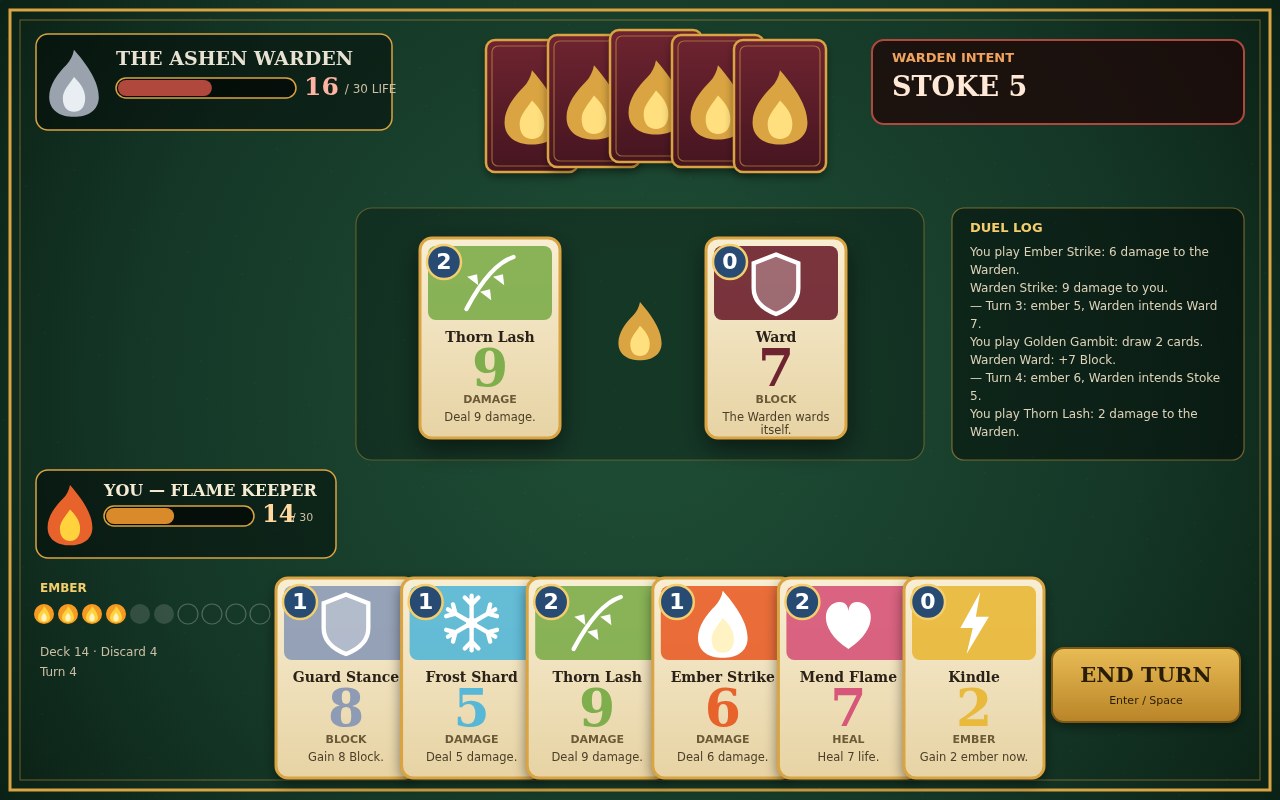 THE ASHEN WARDEN
16 / 30 LIFE
WARDEN INTENT
STOKE 5
2
Thorn Lash
9
DAMAGE
Deal 9 damage.
0
Ward
7
BLOCK
The Warden wards
itself.
DUEL LOG
You play Ember Strike: 6 damage to the
Warden.
Warden Strike: 9 damage to you.
— Turn 3: ember 5, Warden intends Ward
7.
You play Golden Gambit: draw 2 cards.
Warden Ward: +7 Block.
— Turn 4: ember 6, Warden intends Stoke
5.
You play Thorn Lash: 2 damage to the
Warden.
YOU — FLAME KEEPER
14 / 30
EMBER
Deck 14 · Discard 4
Turn 4
1
Guard Stance
8
BLOCK
Gain 8 Block.
1
Frost Shard
5
DAMAGE
Deal 5 damage.
2
Thorn Lash
9
DAMAGE
Deal 9 damage.
1
Ember Strike
6
DAMAGE
Deal 6 damage.
2
Mend Flame
7
HEAL
Heal 7 life.
0
Kindle
2
EMBER
Gain 2 ember now.
END TURN
Enter / Space